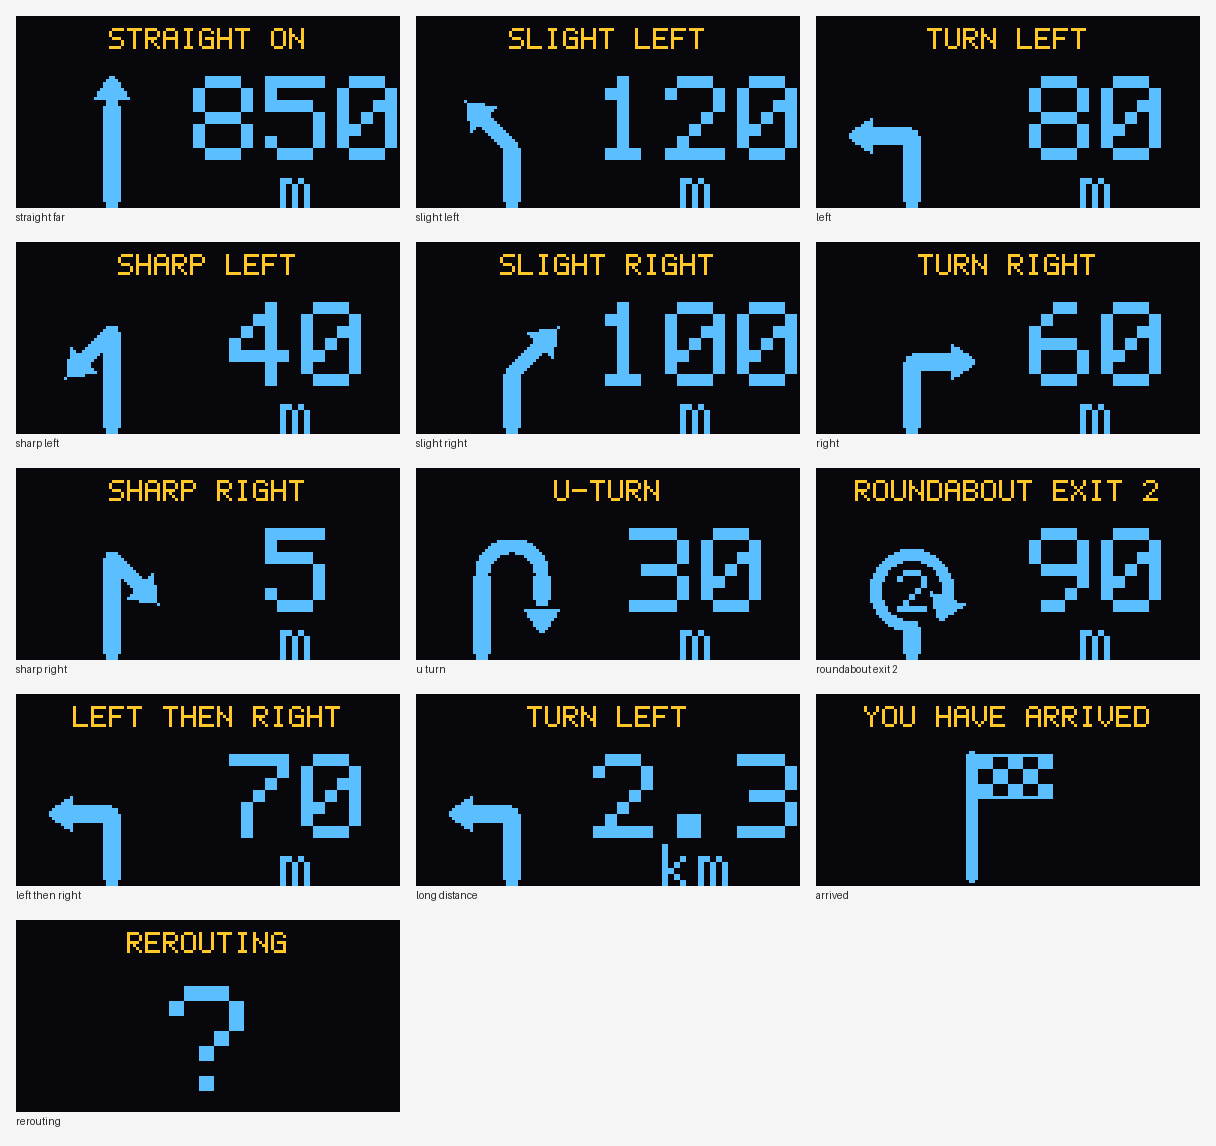 STRAIGHT ON
850
m
straight far
SLIGHT LEFT
120
m
slight left
TURN LEFT
80
m
left
SHARP LEFT
40
m
sharp left
SLIGHT RIGHT
100
m
slight right
TURN RIGHT
60
m
right
SHARP RIGHT
5
m
sharp right
U-TURN
30
m
u turn
ROUNDABOUT EXIT 2
2
90
m
roundabout exit 2
LEFT THEN RIGHT
70
m
left then right
TURN LEFT
2.3
km
long distance
YOU HAVE ARRIVED
arrived
REROUTING
?
rerouting